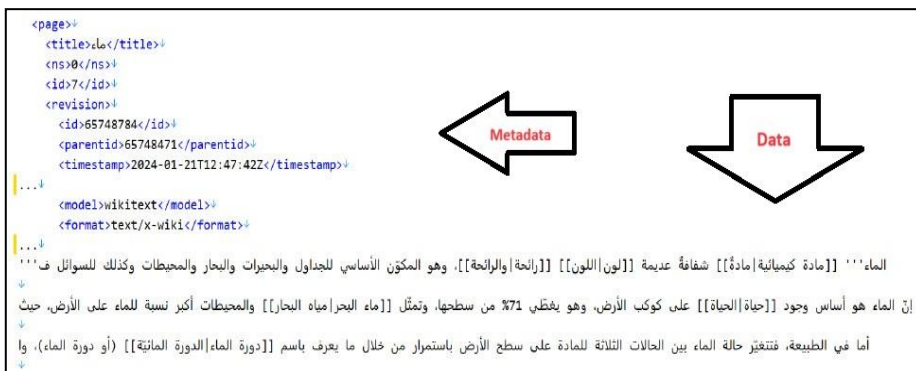 <page>
<title>ماء</title>
<ns>0</ns>
<id>7</id>
<revision>
<id>65748784</id>
<parentid>65748471</parentid>
<timestamp>2024-01-21T12:47:42Z</timestamp>
Metadata
Data
...
<model>wikitext</model>
<format>text/x-wiki</format>
...
الماء''' [[مادة كيميائية|مادةٌ]] شفافةٌ عديمة [[لون|اللون]] [[رائحة|والرائحة]]، وهو المكوّن الأساسي للجداول والبحيرات والبحار والمحيطات وكذلك للسوائل ف'''
إنّ الماء هو أساس وجود [[حياة|الحياة]] على كوكب الأرض، وهو يغطّي 71% من سطحها، وتمثّل [[ماء البحر|مياه البحار]] والمحيطات أكبر نسبة للماء على الأرض، حيث
أما في الطبيعة، فتتغيّر حالة الماء بين الحالات الثلاثة للمادة على سطح الأرض باستمرار من خلال ما يعرف باسم [[دورة الماء|الدورة المائيّة]] (أو دورة الماء)، وا